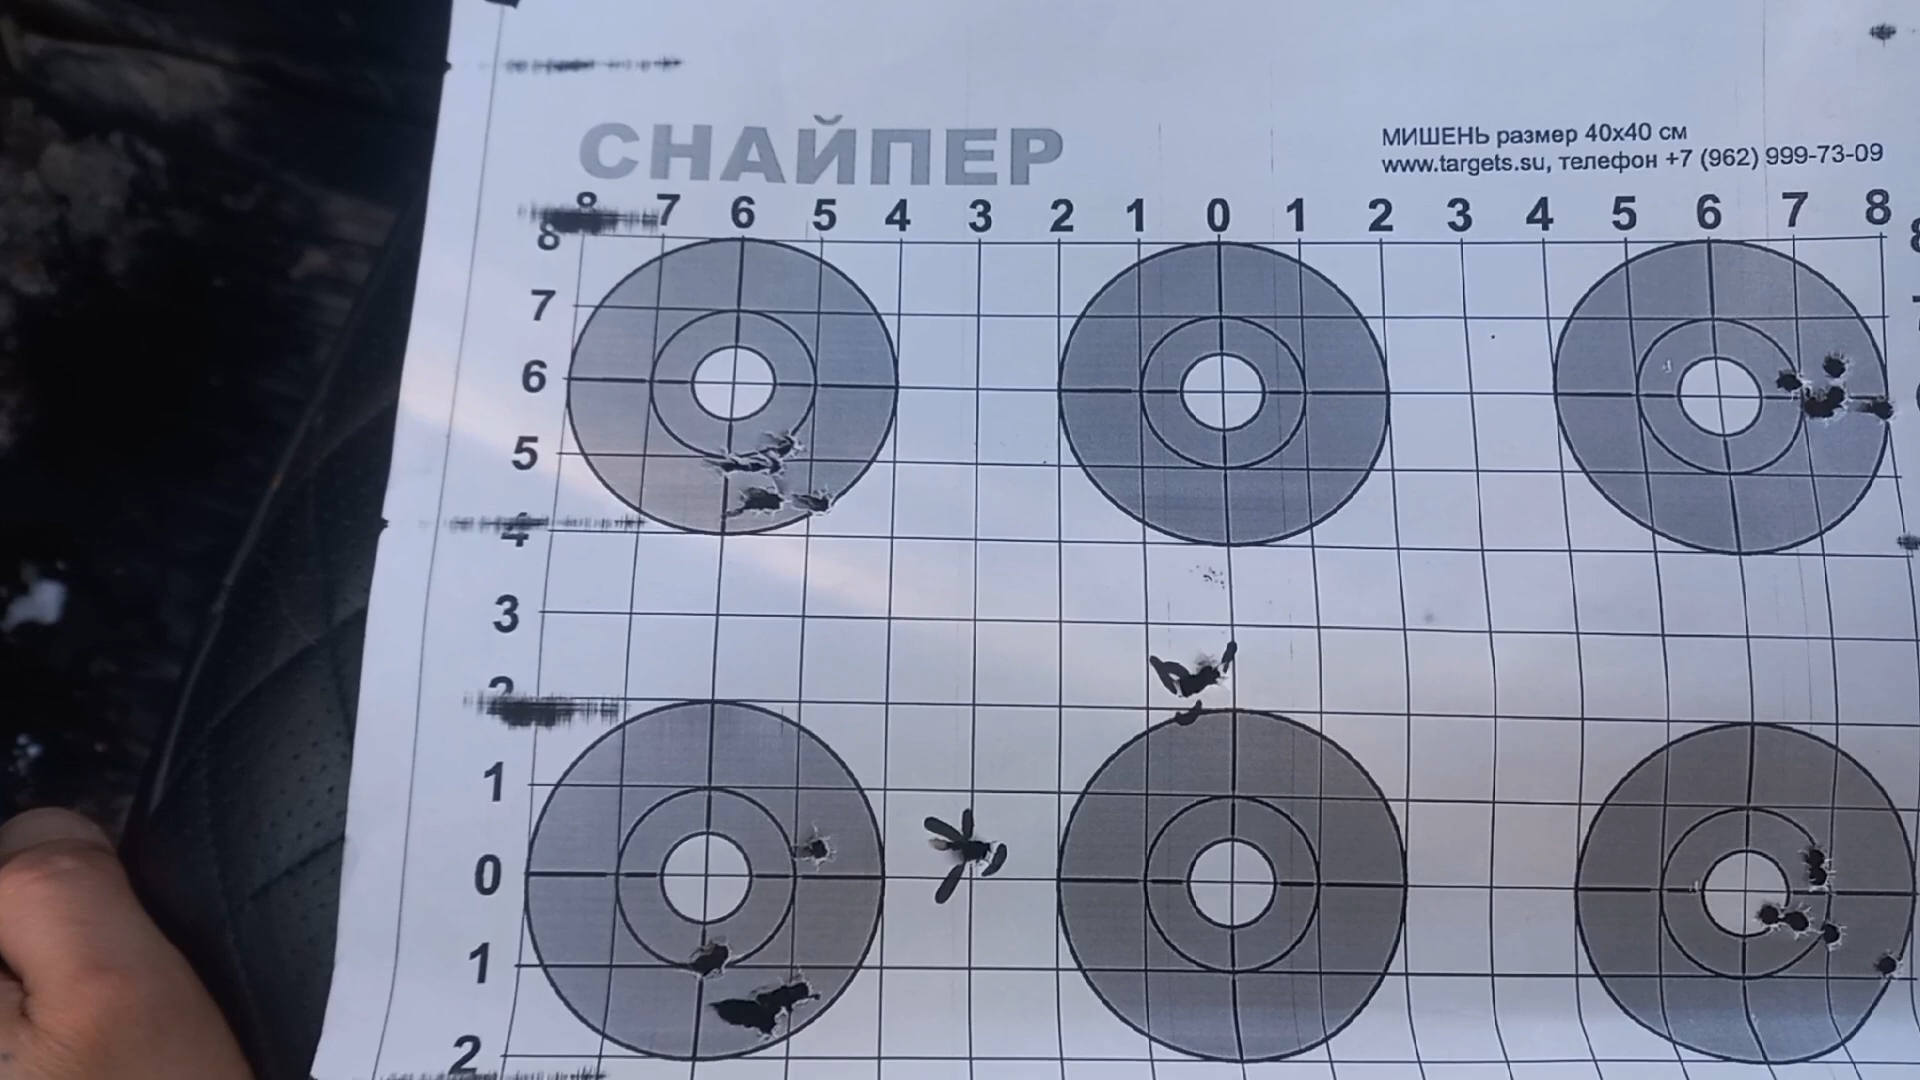 СНАЙПЕР
МИШЕНЬ размер 40х40 см
www.targets.su, телефон +7 (962) 999-73-09
8 7 6 5 4 3 2 1 0 1 2 3 4 5 6 7 8
8
7
6
5
4
3
2
1
0
1
2